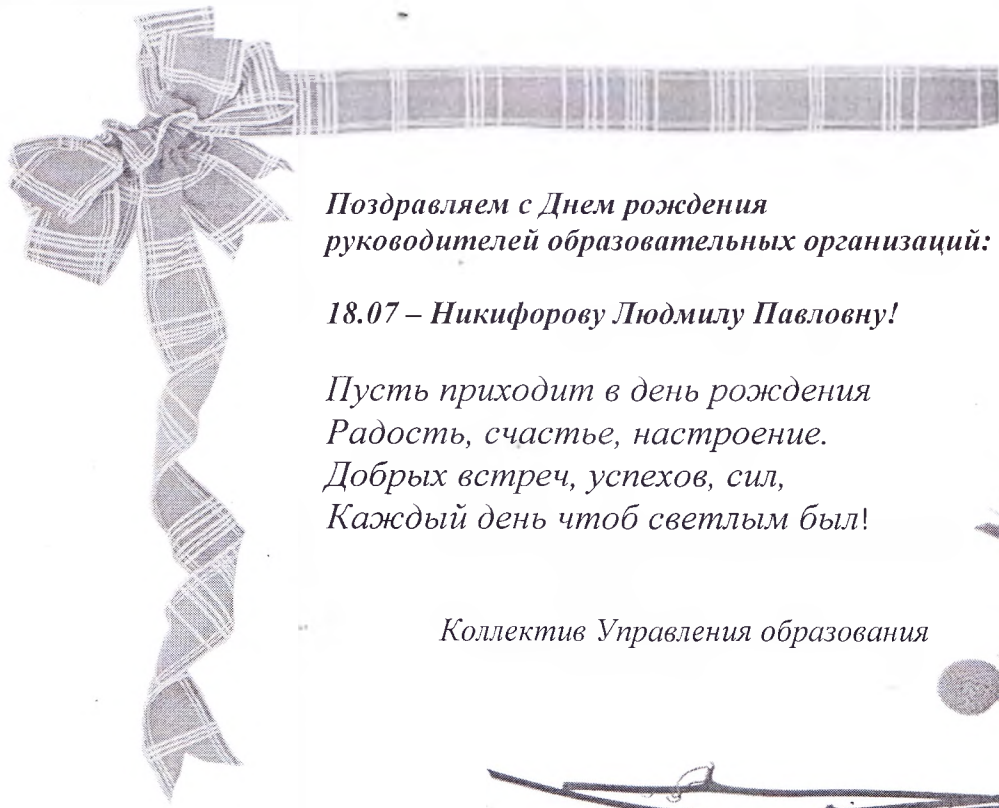 Поздравляем с Днем рождения
руководителей образовательных организаций:
18.07 – Никифорову Людмилу Павловну!
Пусть приходит в день рождения
Радость, счастье, настроение.
Добрых встреч, успехов, сил,
Каждый день чтоб светлым был!
Коллектив Управления образования